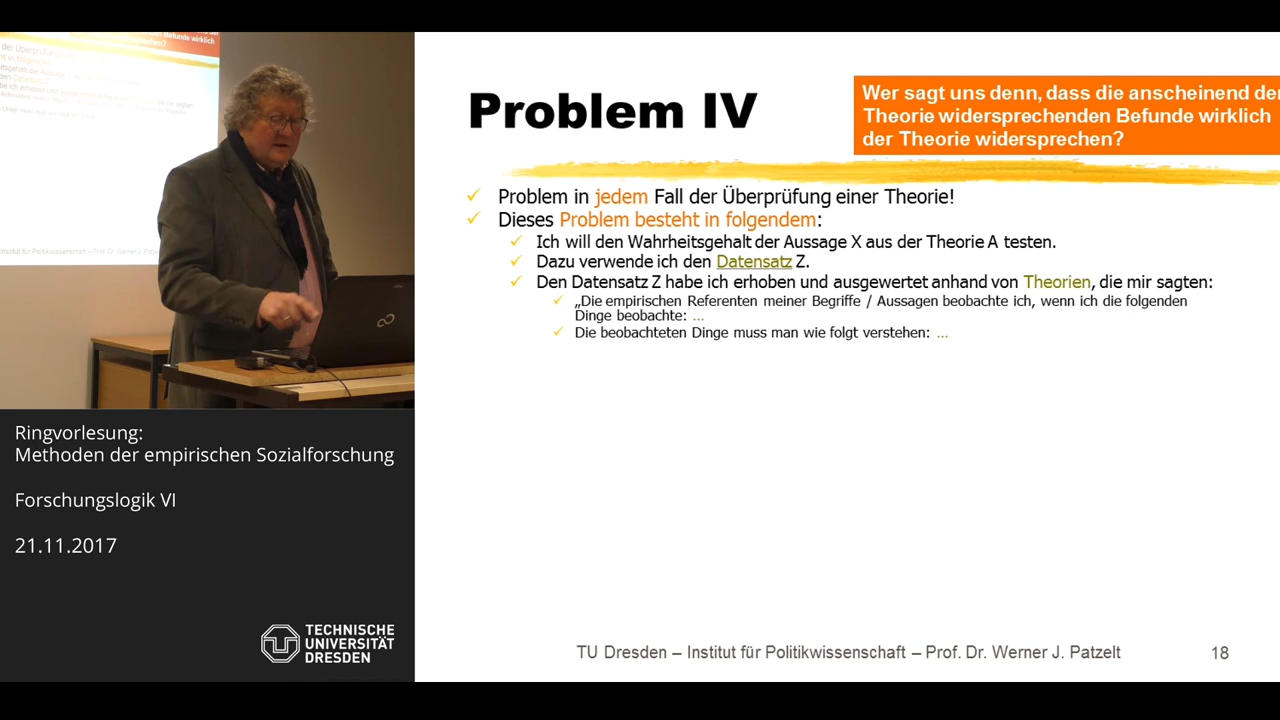 Problem IV
Wer sagt uns denn, dass die anscheinend der
Theorie widersprechenden Befunde wirklich
der Theorie widersprechen?
Problem in jedem Fall der Überprüfung einer Theorie!
Dieses Problem besteht in folgendem:
Ich will den Wahrheitsgehalt der Aussage X aus der Theorie A testen.
Dazu verwende ich den Datensatz Z.
Den Datensatz Z habe ich erhoben und ausgewertet anhand von Theorien, die mir sagten:
„Die empirischen Referenten meiner Begriffe / Aussagen beobachte ich, wenn ich die folgenden
Dinge beobachte: ...
Die beobachteten Dinge muss man wie folgt verstehen: ...
TU Dresden – Institut für Politikwissenschaft – Prof. Dr. Werner J. Patzelt
18
Ringvorlesung:
Methoden der empirischen Sozialforschung
Forschungslogik VI
21.11.2017
TECHNISCHE
UNIVERSITÄT
DRESDEN